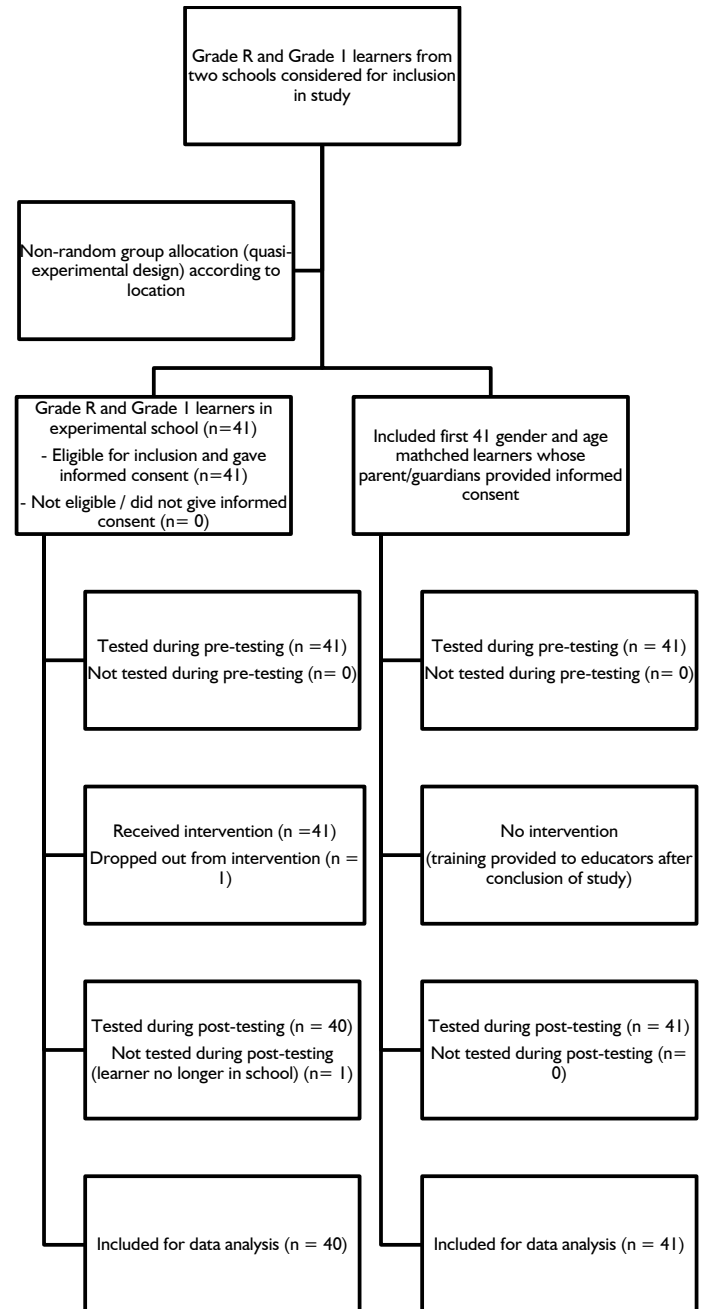 Grade R and Grade 1 learners from
two schools considered for inclusion
in study
Non-random group allocation (quasi-
experimental design) according to
location
Grade R and Grade 1 learners in
experimental school (n=41)
- Eligible for inclusion and gave
informed consent (n=41)
- Not eligible / did not give informed
consent (n= 0)
Included first 41 gender and age
mathched learners whose
parent/guardians provided informed
consent
Tested during pre-testing (n =41)
Not tested during pre-testing (n= 0)
Tested during pre-testing (n = 41)
Not tested during pre-testing (n= 0)
Received intervention (n =41)
Dropped out from intervention (n =
1)
No intervention
(training provided to educators after
conclusion of study)
Tested during post-testing (n = 40)
Not tested during post-testing
(learner no longer in school) (n= 1)
Tested during post-testing (n = 41)
Not tested during post-testing (n=
0)
Included for data analysis (n = 40)
Included for data analysis (n = 41)